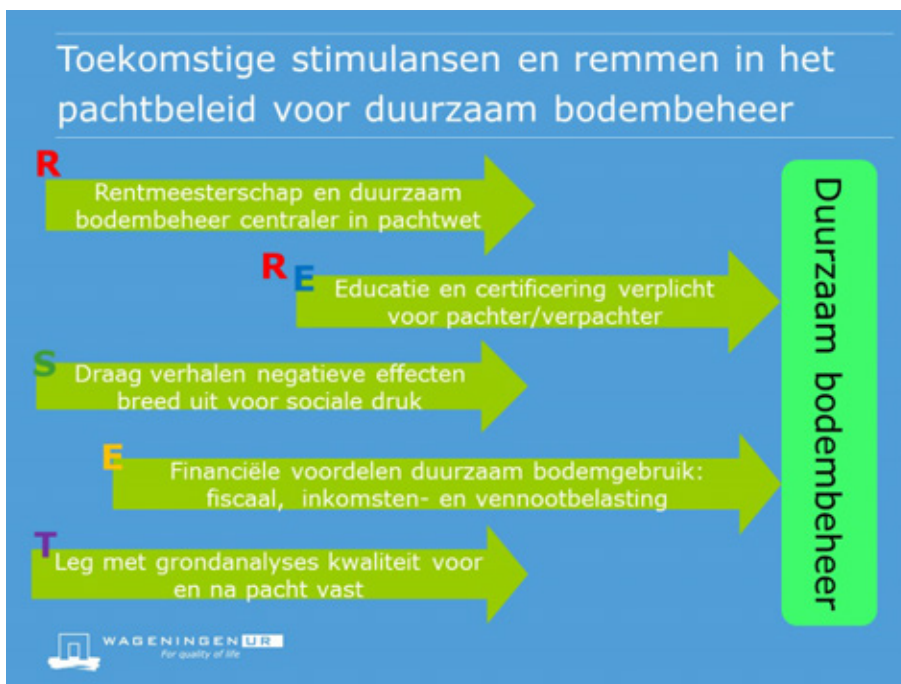 Toekomstige stimulansen en remmen in het
pachtbeleid voor duurzaam bodembeheer
R
Rentmeesterschap en duurzaam
bodembeheer centraler in pachtwet
R E
Educatie en certificering verplicht
voor pachter/verpachter
S
Draag verhalen negatieve effecten
breed uit voor sociale druk
E
Financiële voordelen duurzaam bodemgebruik:
fiscaal, inkomsten- en vennootbelasting
T
Leg met grondanalyses kwaliteit voor
en na pacht vast
Duurzaam bodembeheer
WAGENINGEN UR
For quality of life